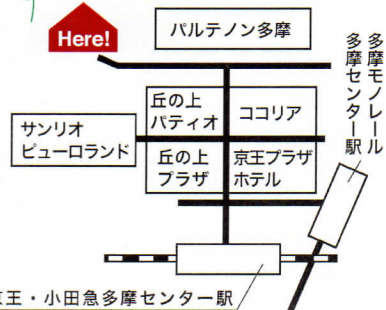 Here!
パルテノン多摩
多摩モノレール
多摩センター駅
丘の上
パティオ
ココリア
サンリオ
ピューロランド
丘の上
プラザ
京王プラザ
ホテル
王・小田急多摩センター駅